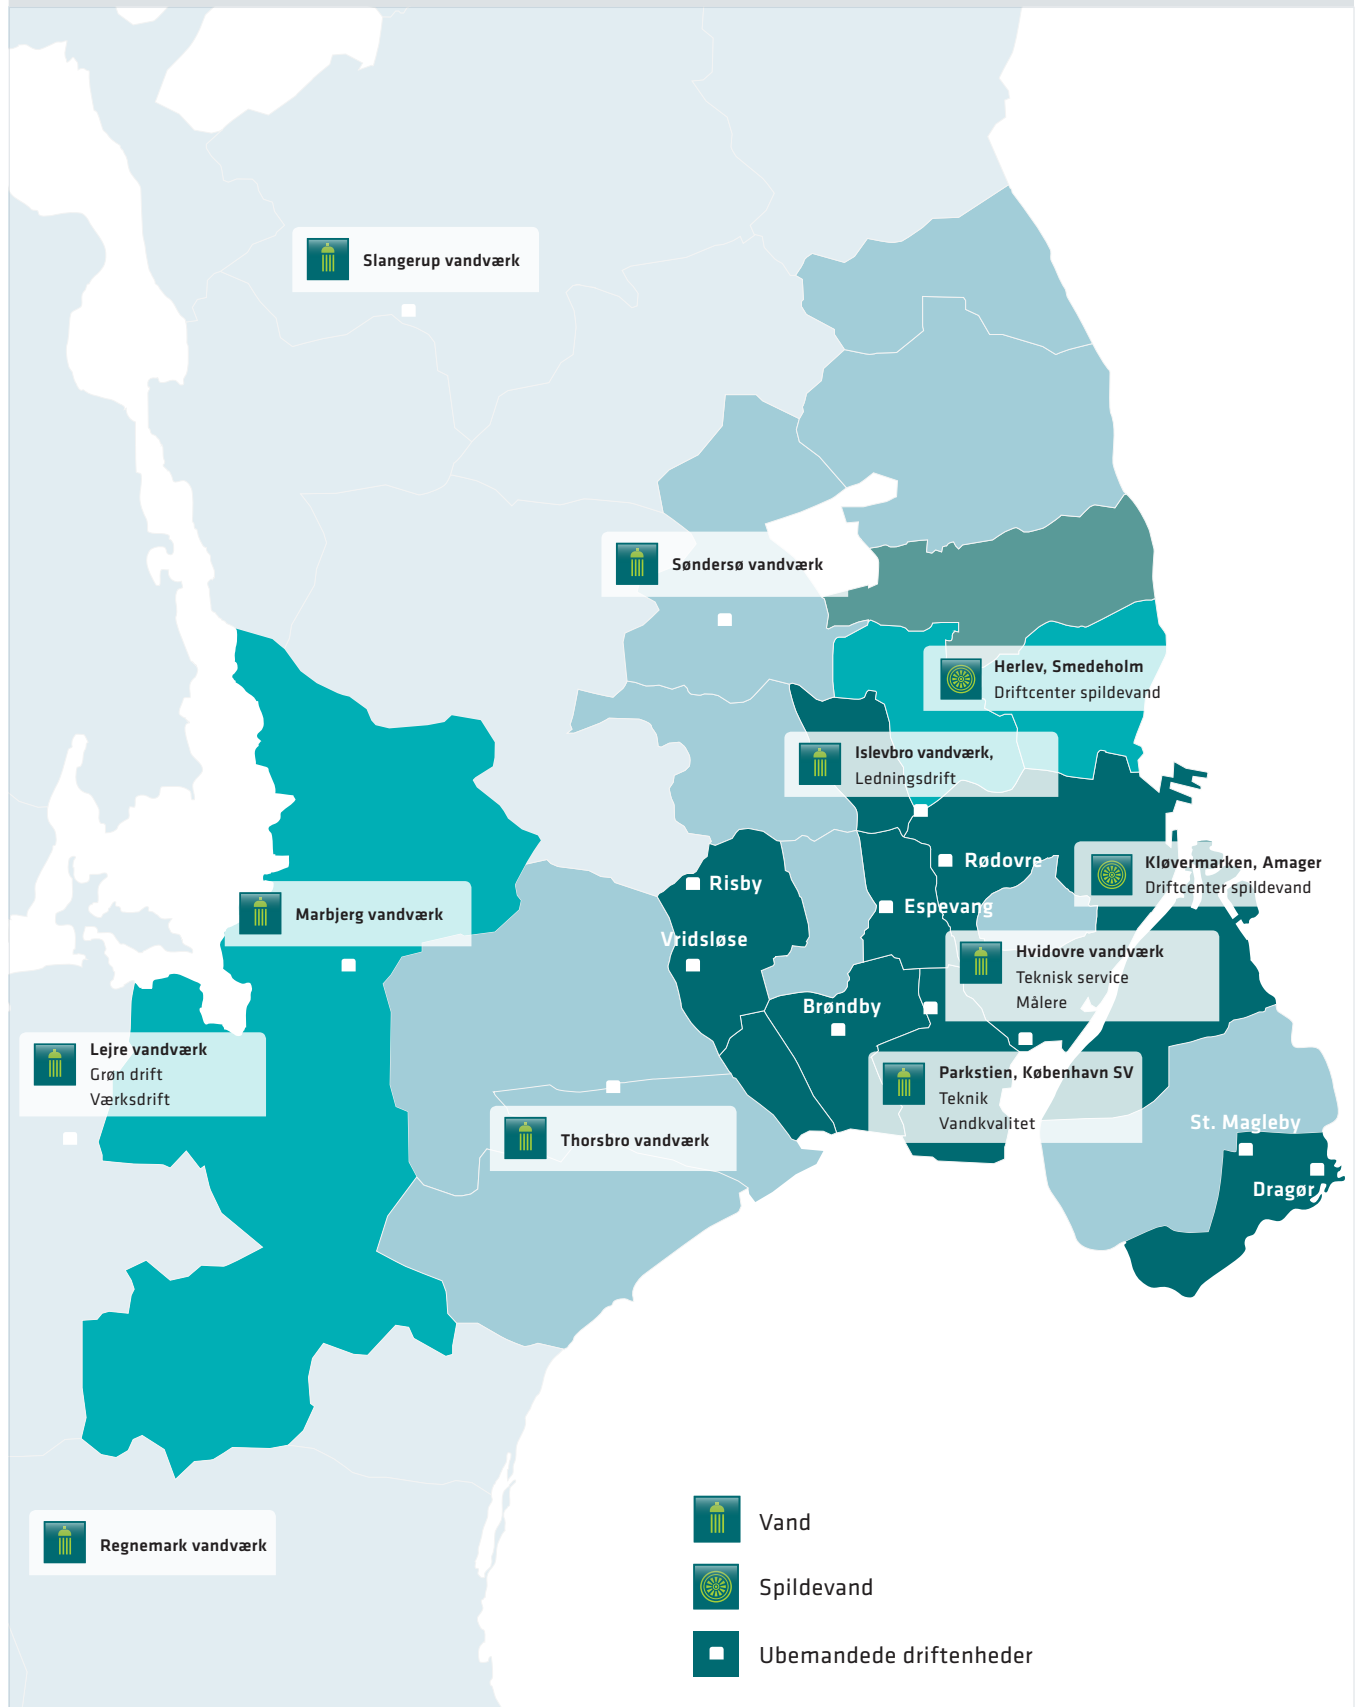 Slangerup vandværk
Søndersø vandværk
Herlev, Smedeholm
Driftcenter spildevand
Islevbro vandværk,
Ledningsdrift
Rødovre
Kløvermarken, Amager
Driftcenter spildevand
Risby
Espevang
Marbjerg vandværk
Vridsløse
Hvidovre vandværk
Teknisk service
Målere
Brøndby
Lejre vandværk
Grøn drift
Værksdrift
Parkstien, København SV
Teknik
Vandkvalitet
Thorsbro vandværk
St. Magleby
Dragør
Regnemark vandværk
Vand
Spildevand
Ubemandede driftenheder